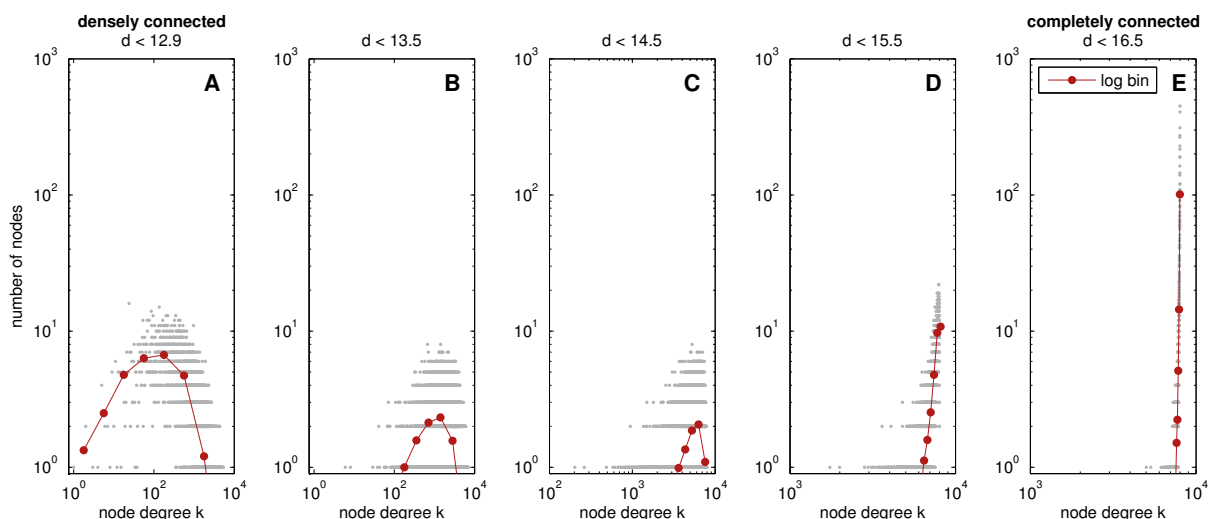 densely connected
d < 12.9
d < 13.5
d < 14.5
d < 15.5
completely connected
d < 16.5
number of nodes
10³
10²
10¹
10⁰
A
10⁰
10²
10⁴
node degree k
10³
10²
10¹
10⁰
B
10⁰
10²
10⁴
node degree k
10³
10²
10¹
10⁰
C
10²
10³
10⁴
node degree k
10³
10²
10¹
10⁰
D
10³
10⁴
node degree k
10³
10²
10¹
10⁰
log bin
E
10³
10⁴
node degree k